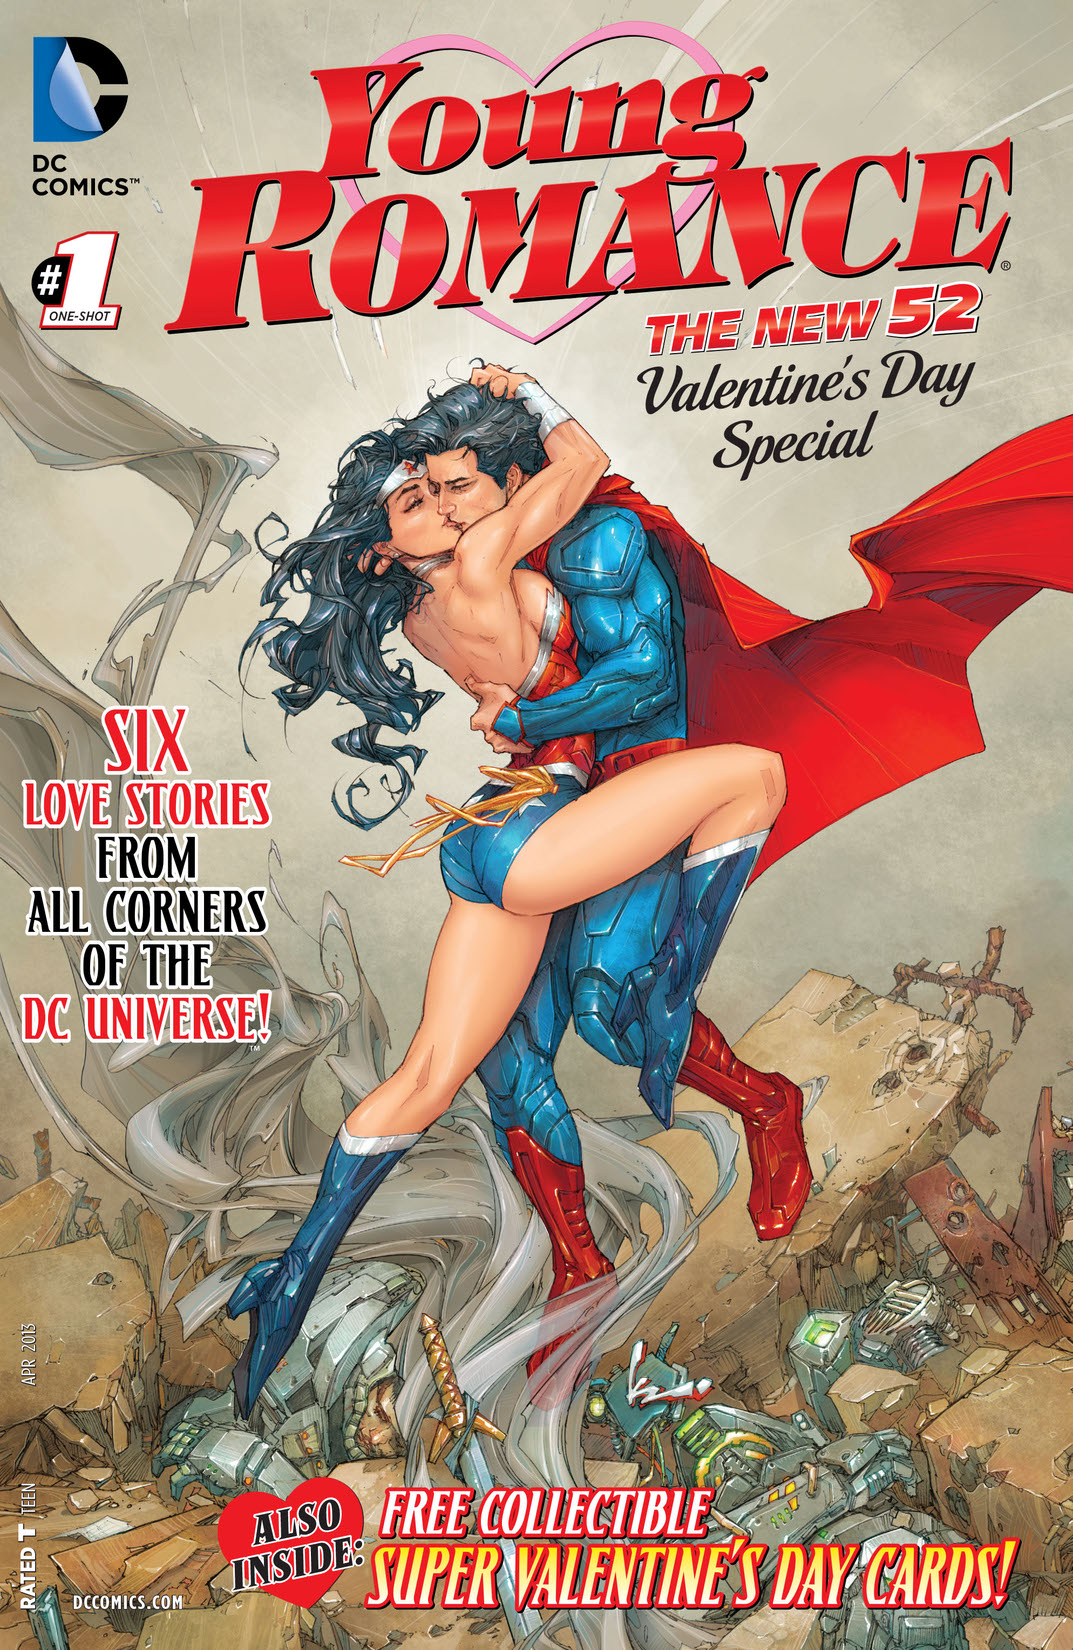 DC
COMICS™
#1
ONE-SHOT
Young
ROMANCE®
THE NEW 52
Valentine's Day
Special
SIX
LOVE STORIES
FROM
ALL CORNERS
OF THE
DC UNIVERSE!™
APR 2013
RATED T TEEN
DCCOMICS.COM
ALSO
INSIDE:
FREE COLLECTIBLE
SUPER VALENTINE'S DAY CARDS!